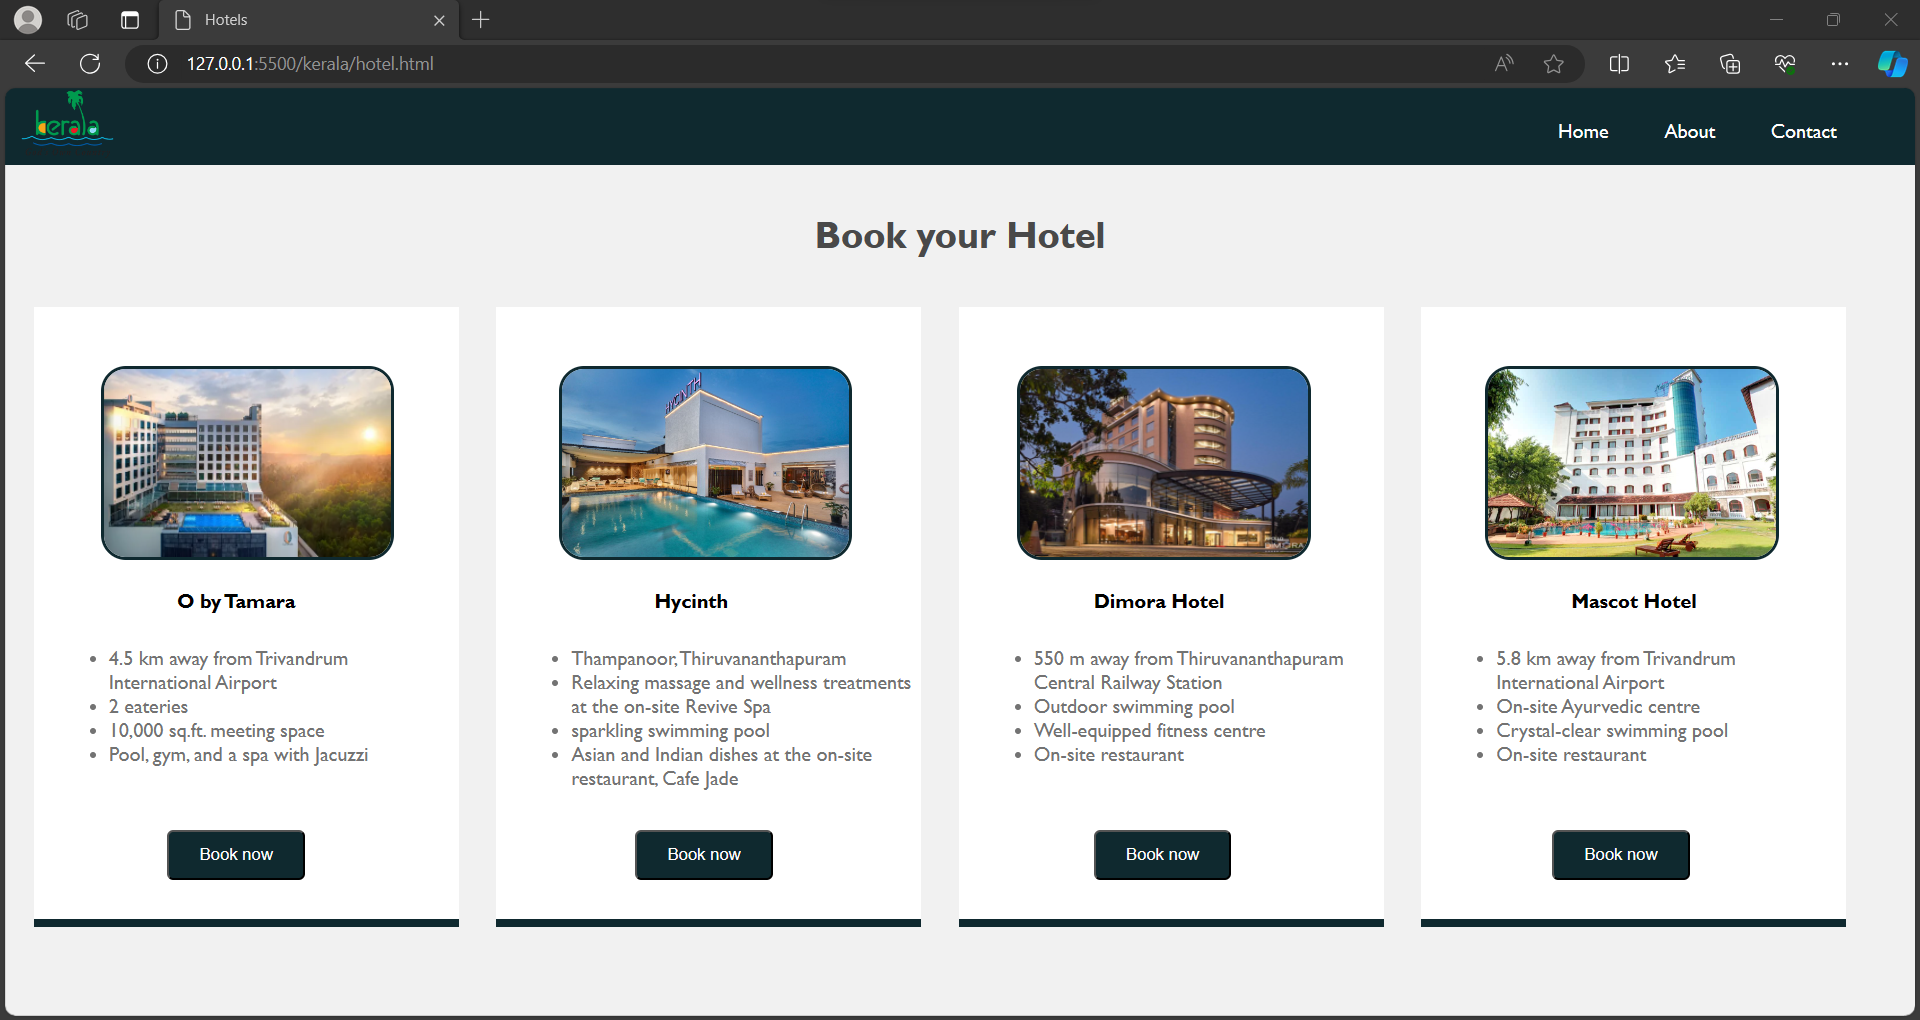 Hotels
127.0.0.1:5500/kerala/hotel.html
kerala
Home
About
Contact
Book your Hotel
O by Tamara
4.5 km away from Trivandrum
International Airport
2 eateries
10,000 sq.ft. meeting space
Pool, gym, and a spa with Jacuzzi
Book now
HYCINTH
Hycinth
Thampanoor, Thiruvananthapuram
Relaxing massage and wellness treatments
at the on-site Revive Spa
sparkling swimming pool
Asian and Indian dishes at the on-site
restaurant, Cafe Jade
Book now
Dimora Hotel
550 m away from Thiruvananthapuram
Central Railway Station
Outdoor swimming pool
Well-equipped fitness centre
On-site restaurant
Book now
Mascot Hotel
5.8 km away from Trivandrum
International Airport
On-site Ayurvedic centre
Crystal-clear swimming pool
On-site restaurant
Book now